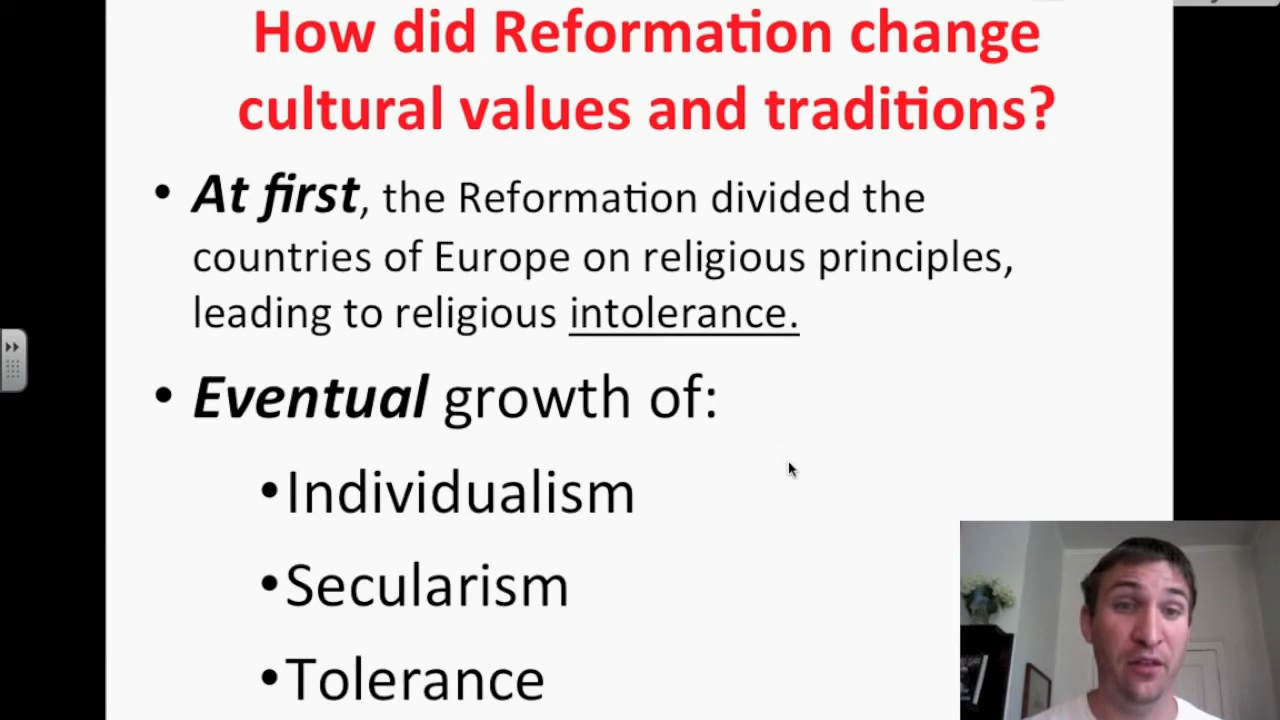 How did Reformation change
cultural values and traditions?
• At first, the Reformation divided the
countries of Europe on religious principles,
leading to religious intolerance.
• Eventual growth of:
•Individualism
•Secularism
•Tolerance